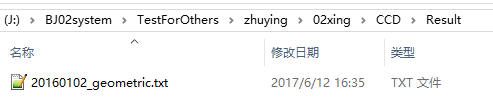 (J:) › BJ02system › TestForOthers › zhuying › 02xing › CCD › Result
名称 修改日期 类型
20160102_geometric.txt 2017/6/12 16:35 TXT 文件